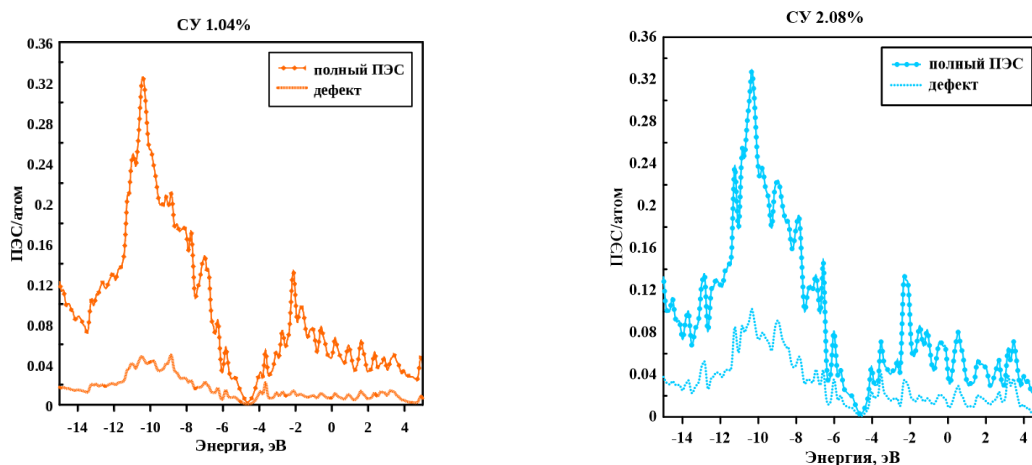 СУ 1.04%
0.36
0.32
0.28
0.24
0.2
0.16
0.12
0.08
0.04
0
ПЭС/атом
полный ПЭС
дефект
-14 -12 -10 -8 -6 -4 -2 0 2 4
Энергия, эВ
СУ 2.08%
0.36
0.32
0.28
0.24
0.2
0.16
0.12
0.08
0.04
0
ПЭС/атом
полный ПЭС
дефект
-14 -12 -10 -8 -6 -4 -2 0 2 4
Энергия, эВ